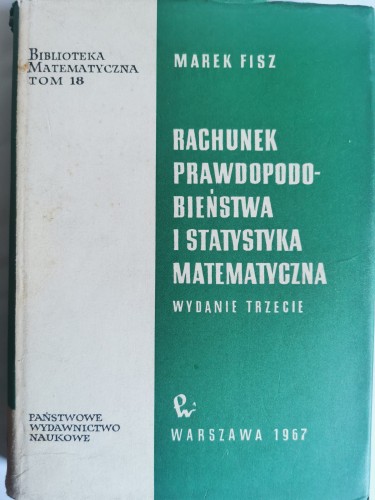 BIBLIOTEKA
MATEMATYCZNA
TOM 18
MAREK FISZ
RACHUNEK
PRAWDOPODO-
BIEŃSTWA
I STATYSTYKA
MATEMATYCZNA
WYDANIE TRZECIE
PAŃSTWOWE
WYDAWNICTWO
NAUKOWE
WARSZAWA 1967